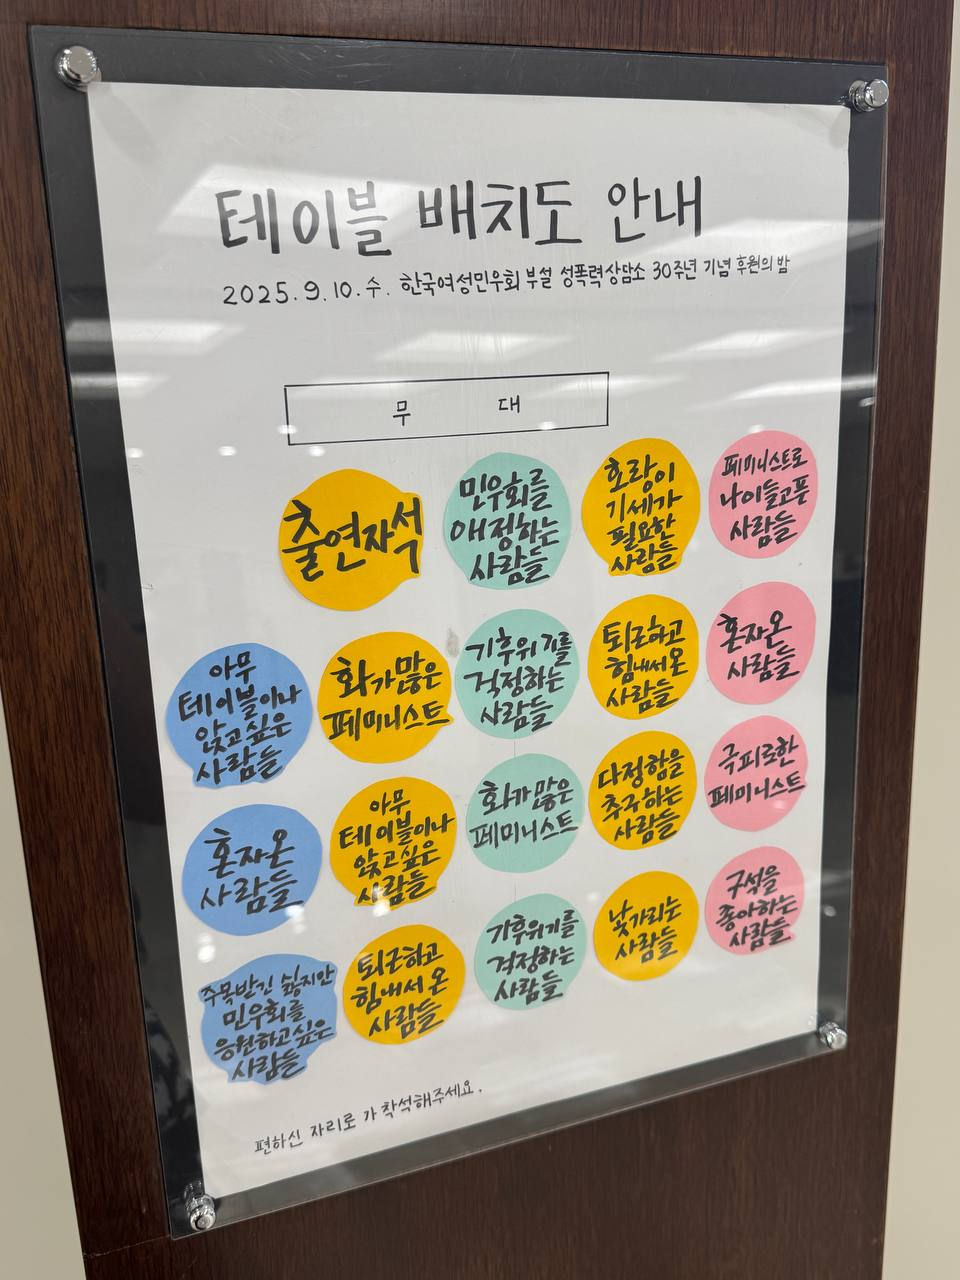 테이블 배치도 안내
2025.9.10.수. 한국여성민우회 부설 성폭력상담소 30주년 기념 후원의 밤
무 대
출연자석
민우회를
애정하는
사람들
호랑이
기세가
필요한
사람들
페미니스트로
나이들고픈
사람들
아무
테이블이나
앉고싶은
사람들
화가많은
페미니스트
기후위기를
걱정하는
사람들
퇴근하고
힘내서 온
사람들
혼자온
사람들
혼자온
사람들
아무
테이블이나
앉고싶은
사람들
화가많은
페미니스트
다정함을
추구하는
사람들
극피로한
페미니스트
주목받긴 싫지만
민우회를
응원하고싶은
사람들
퇴근하고
힘내서 온
사람들
기후위기를
걱정하는
사람들
낯가리는
사람들
구석을
좋아하는
사람들
편하신 자리로 가 착석해주세요.